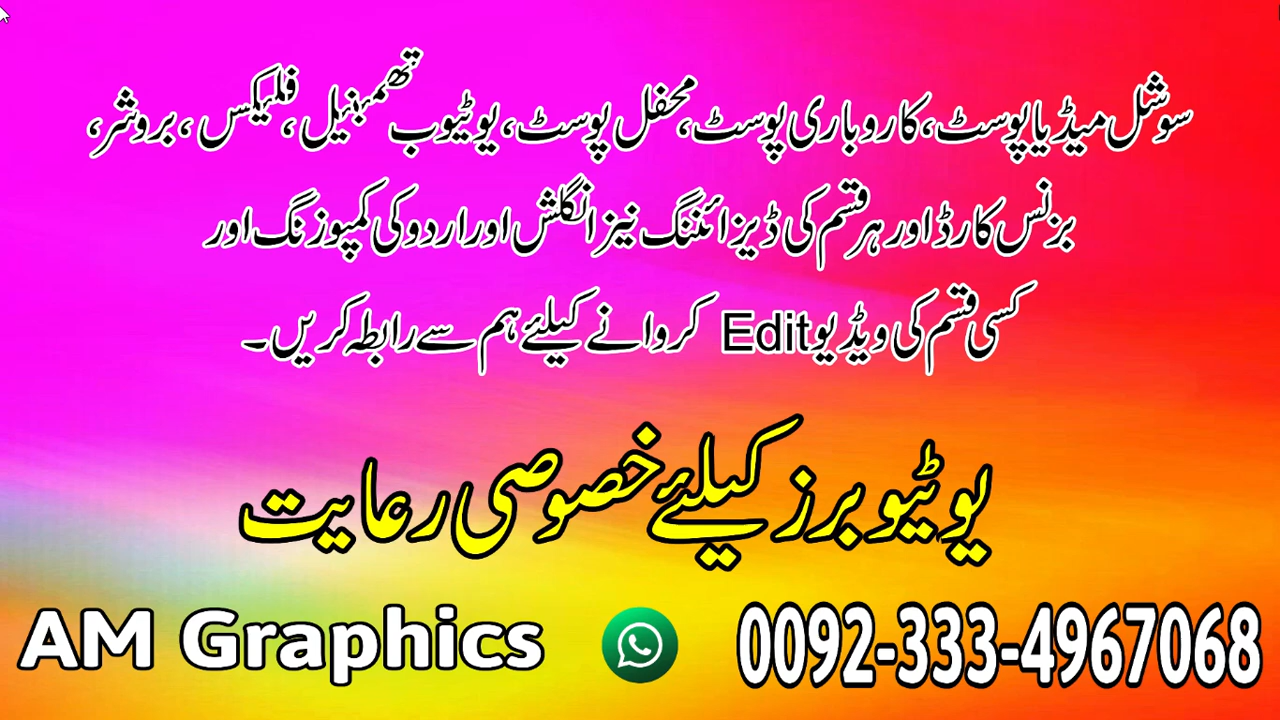 سوشل میڈیا پوسٹ، کاروباری پوسٹ، محفل پوسٹ، یوٹیوب تھمبنیل، فلیکس، بروشر،
بزنس کارڈ اور ہر قسم کی ڈیزائننگ نیز انگلش اور اردو کی کمپوزنگ اور
کسی قسم کی ویڈیو Edit کروانے کیلئے ہم سے رابطہ کریں۔
یوٹیوبرز کیلئے خصوصی رعایت
AM Graphics 0092-333-4967068